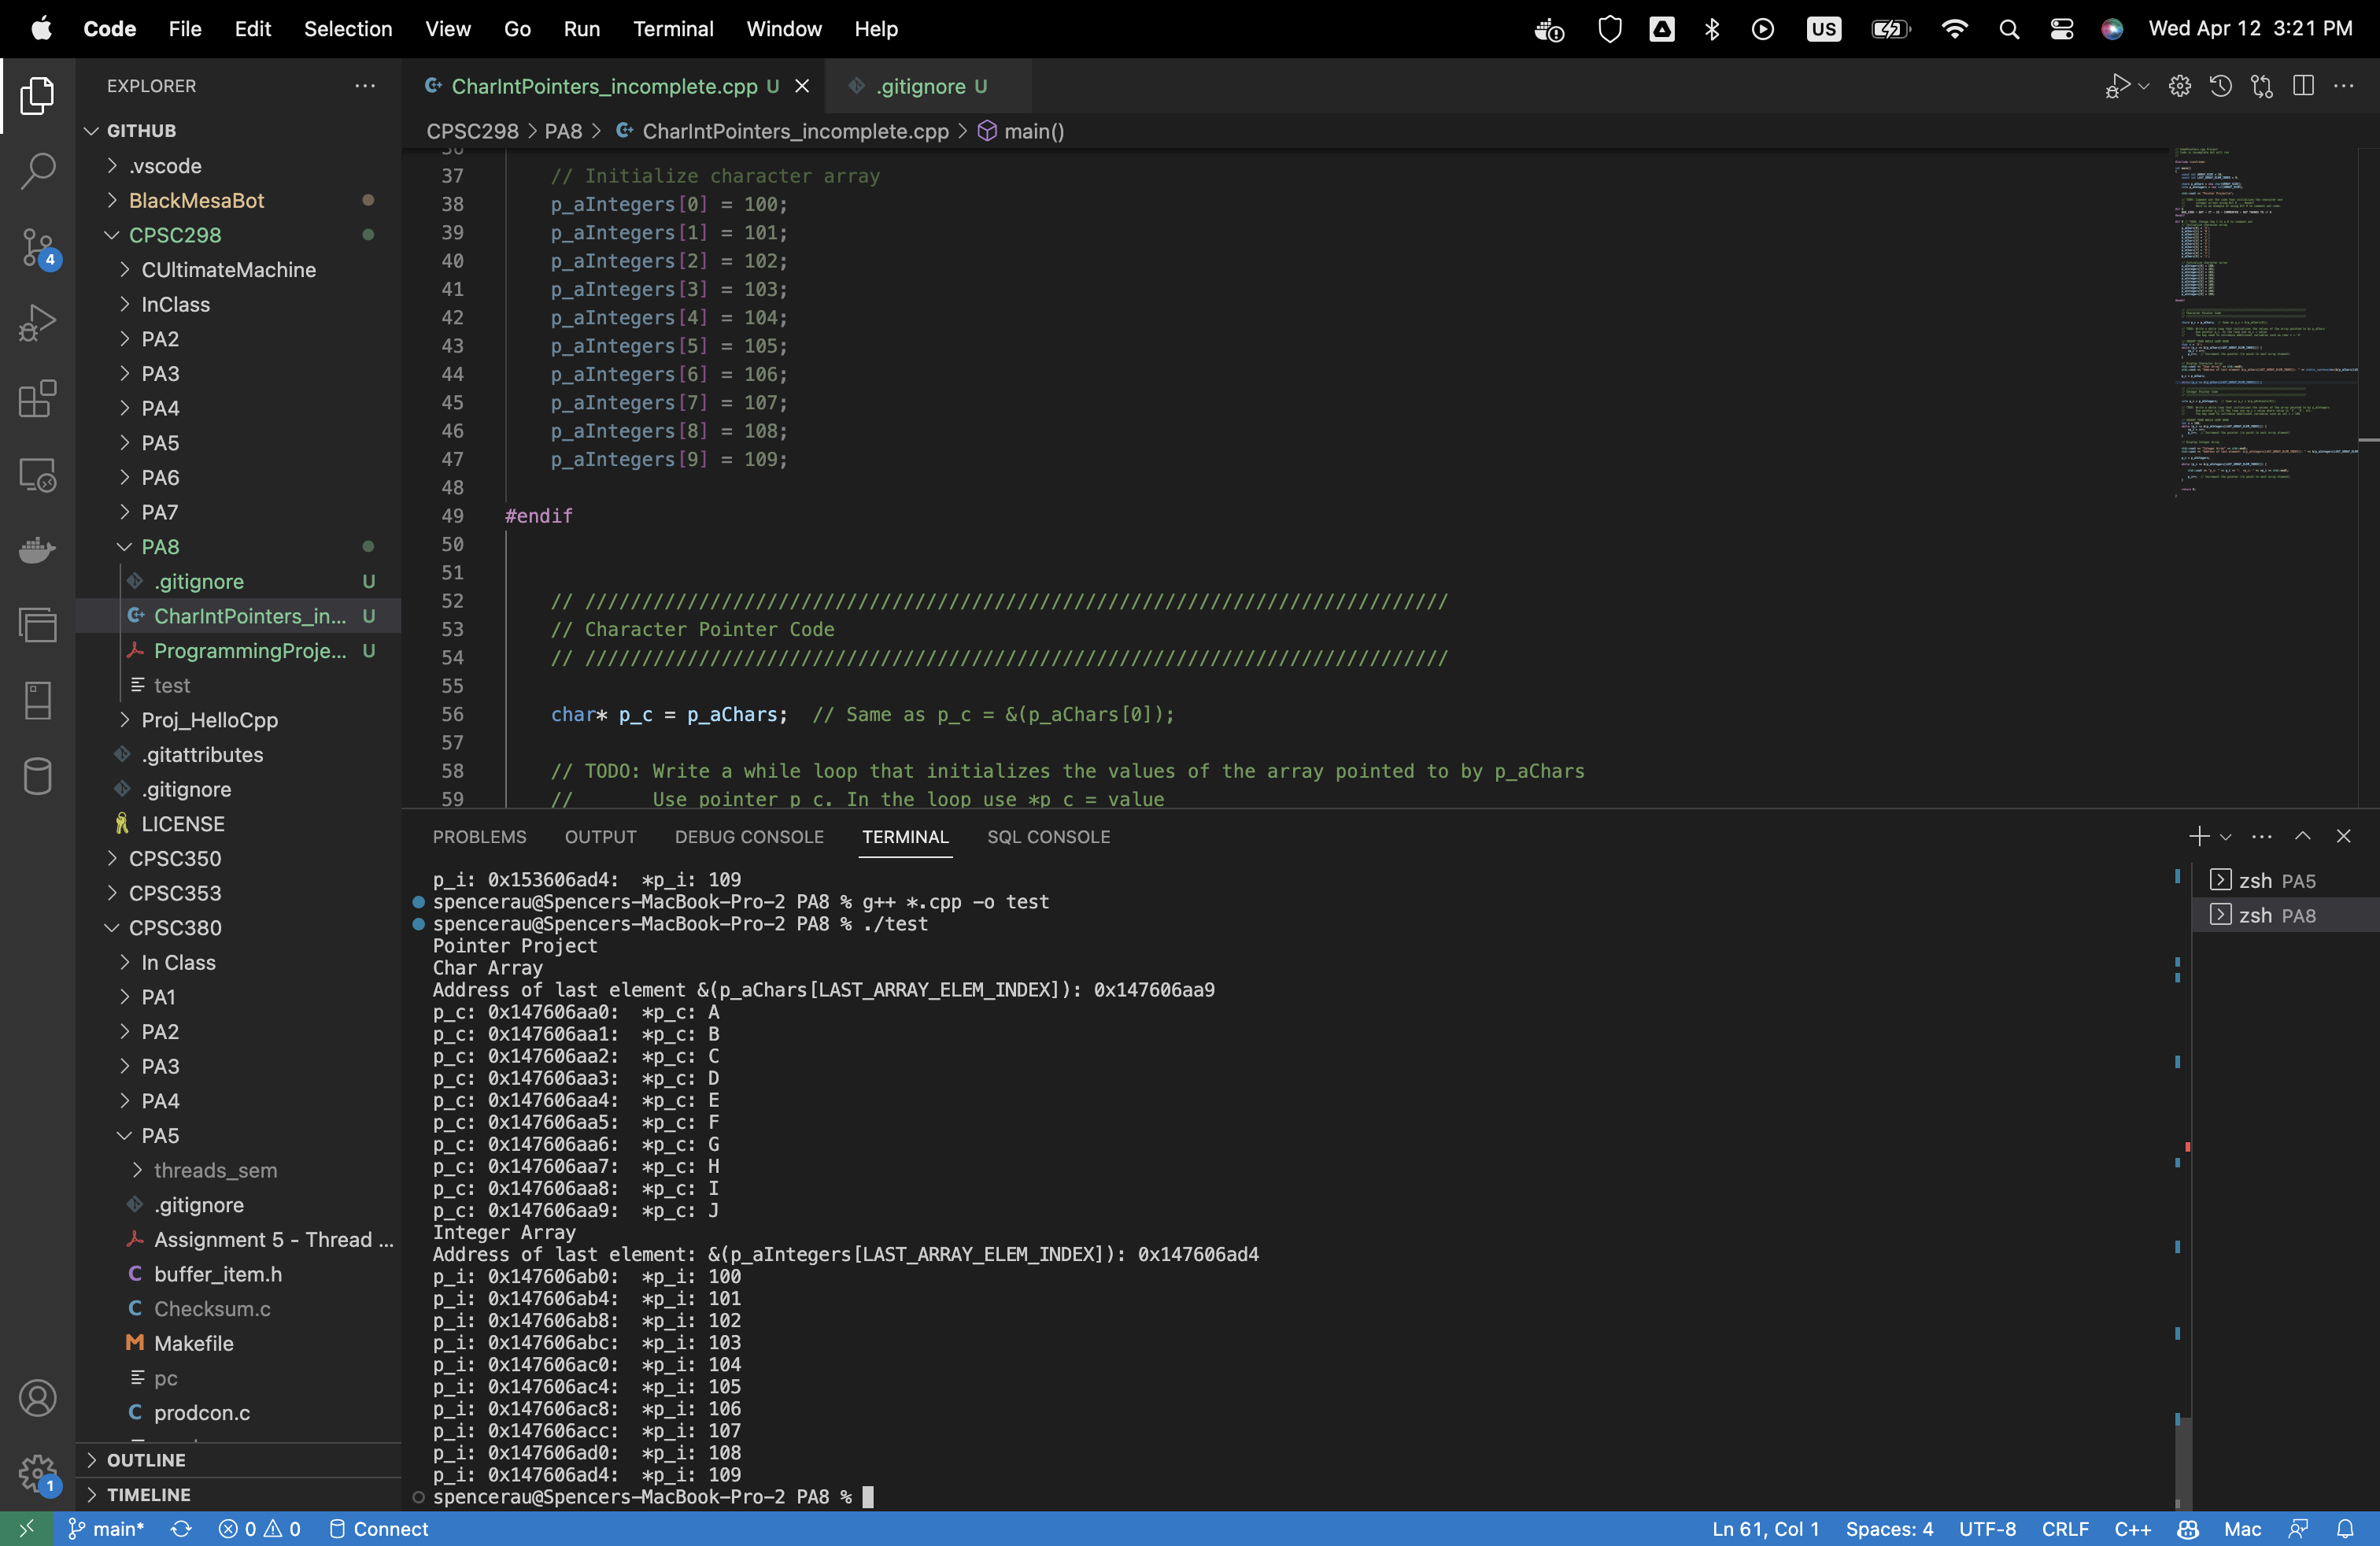 Code File Edit Selection View Go Run Terminal Window Help US Wed Apr 12 3:21 PM
EXPLORER
GITHUB
.vscode
BlackMesaBot
CPSC298
CUltimateMachine
InClass
PA2
PA3
PA4
PA5
PA6
PA7
PA8
.gitignore U
CharIntPointers_in... U
ProgrammingProje... U
test
Proj_HelloCpp
.gitattributes
.gitignore
LICENSE
CPSC350
CPSC353
CPSC380
In Class
PA1
PA2
PA3
PA4
PA5
threads_sem
.gitignore
Assignment 5 - Thread ...
buffer_item.h
Checksum.c
Makefile
pc
prodcon.c
OUTLINE
TIMELINE
4
1
CharIntPointers_incomplete.cpp U
.gitignore U
CPSC298 > PA8 > CharIntPointers_incomplete.cpp > main()
36
37 // Initialize character array
38 p_aIntegers[0] = 100;
39 p_aIntegers[1] = 101;
40 p_aIntegers[2] = 102;
41 p_aIntegers[3] = 103;
42 p_aIntegers[4] = 104;
43 p_aIntegers[5] = 105;
44 p_aIntegers[6] = 106;
45 p_aIntegers[7] = 107;
46 p_aIntegers[8] = 108;
47 p_aIntegers[9] = 109;
48
49 #endif
50
51
52 // ////////////////////////////////////////////////////////////////////////////
53 // Character Pointer Code
54 // ////////////////////////////////////////////////////////////////////////////
55
56 char* p_c = p_aChars; // Same as p_c = &(p_aChars[0]);
57
58 // TODO: Write a while loop that initializes the values of the array pointed to by p_aChars
59 // Use pointer p_c. In the loop use *p_c = value
PROBLEMS OUTPUT DEBUG CONSOLE TERMINAL SQL CONSOLE
p_i: 0x153606ad4: *p_i: 109
spencerau@Spencers-MacBook-Pro-2 PA8 % g++ *.cpp -o test
spencerau@Spencers-MacBook-Pro-2 PA8 % ./test
Pointer Project
Char Array
Address of last element &(p_aChars[LAST_ARRAY_ELEM_INDEX]): 0x147606aa9
p_c: 0x147606aa0: *p_c: A
p_c: 0x147606aa1: *p_c: B
p_c: 0x147606aa2: *p_c: C
p_c: 0x147606aa3: *p_c: D
p_c: 0x147606aa4: *p_c: E
p_c: 0x147606aa5: *p_c: F
p_c: 0x147606aa6: *p_c: G
p_c: 0x147606aa7: *p_c: H
p_c: 0x147606aa8: *p_c: I
p_c: 0x147606aa9: *p_c: J
Integer Array
Address of last element: &(p_aIntegers[LAST_ARRAY_ELEM_INDEX]): 0x147606ad4
p_i: 0x147606ab0: *p_i: 100
p_i: 0x147606ab4: *p_i: 101
p_i: 0x147606ab8: *p_i: 102
p_i: 0x147606abc: *p_i: 103
p_i: 0x147606ac0: *p_i: 104
p_i: 0x147606ac4: *p_i: 105
p_i: 0x147606ac8: *p_i: 106
p_i: 0x147606acc: *p_i: 107
p_i: 0x147606ad0: *p_i: 108
p_i: 0x147606ad4: *p_i: 109
spencerau@Spencers-MacBook-Pro-2 PA8 %
zsh PA5
zsh PA8
main* 0 0 Connect Ln 61, Col 1 Spaces: 4 UTF-8 CRLF C++ Mac